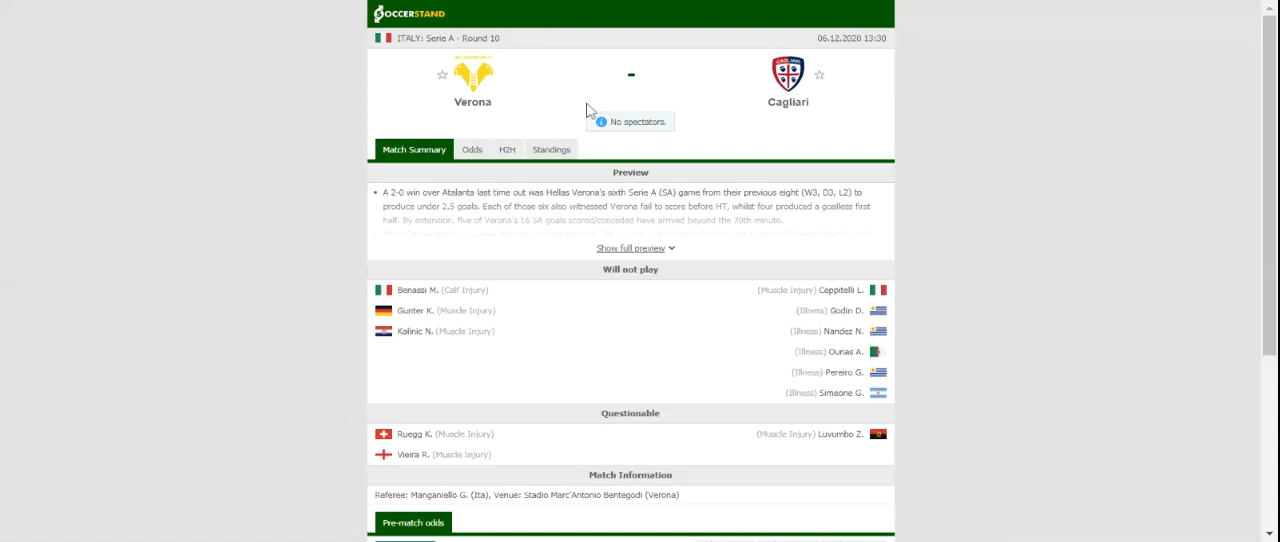 SOCCERSTAND
ITALY: Serie A - Round 10 06.12.2020 13:30
-
Verona Cagliari
No spectators.
Match Summary Odds H2H Standings
Preview
• A 2-0 win over Atalanta last time out was Hellas Verona's sixth Serie A (SA) game from their previous eight (W3, D3, L2) to
produce under 2.5 goals. Each of those six also witnessed Verona fail to score before HT, whilst four produced a goalless first
half. By extension, five of Verona's 16 SA goals scored/conceded have arrived beyond the 70th minute.
Show full preview
Will not play
Benassi M. (Calf Injury) (Muscle Injury) Ceppitelli L.
Gunter K. (Muscle Injury) (Illness) Godin D.
Kalinic N. (Muscle Injury) (Illness) Nandez N.
(Illness) Ounas A.
(Illness) Pereiro G.
(Illness) Simeone G.
Questionable
Ruegg K. (Muscle Injury) (Muscle Injury) Luvumbo Z.
Vieira R. (Muscle Injury)
Match Information
Referee: Manganiello G. (Ita), Venue: Stadio Marc'Antonio Bentegodi (Verona)
Pre-match odds